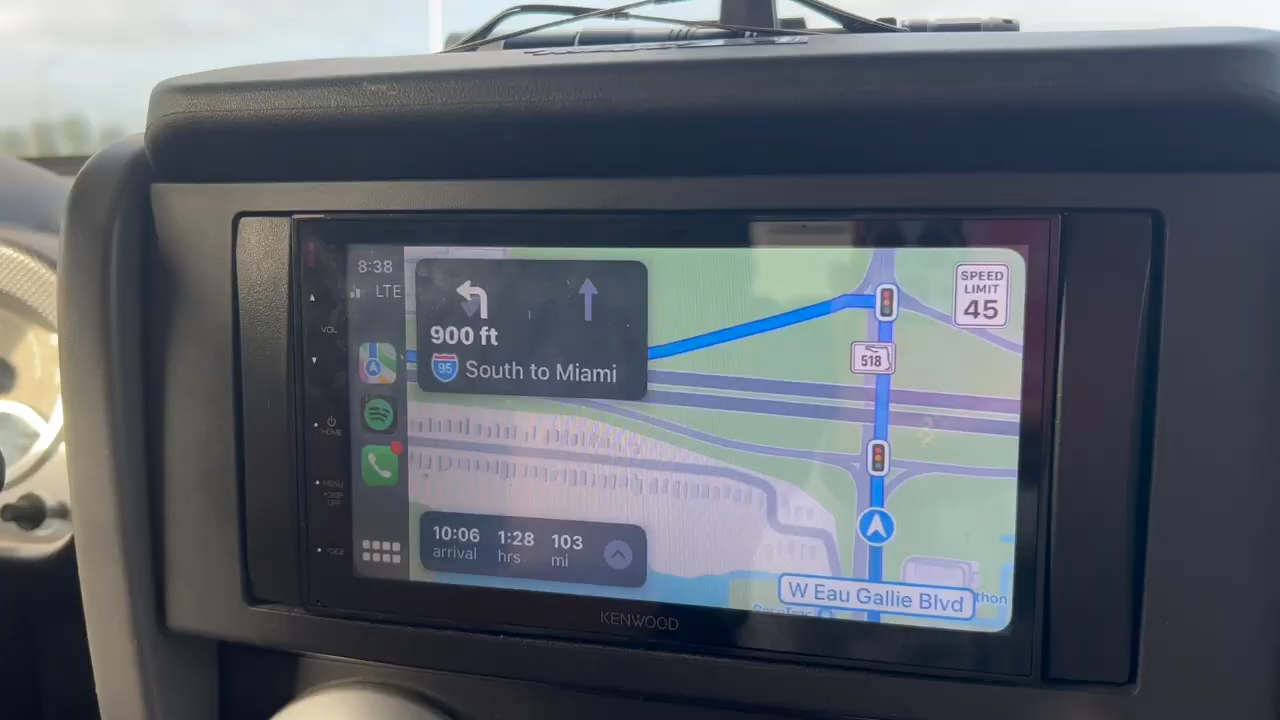 8:38
LTE
VOL
HOME
MENU
900 ft
95
South to Miami
SPEED
LIMIT
45
518
10:06 1:28 103
arrival hrs mi
W Eau Gallie Blvd
thon
KENWOOD